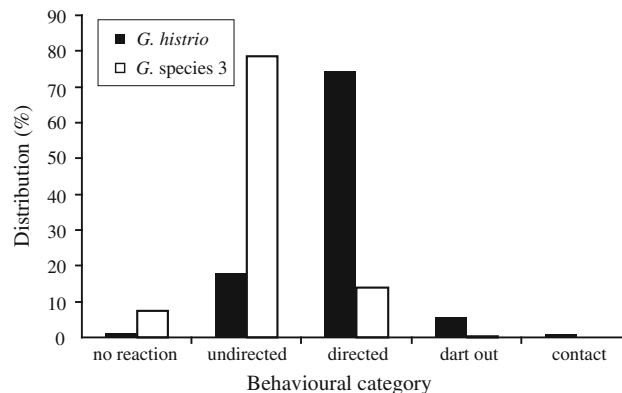 90
80
70
60
50
40
30
20
10
0
Distribution (%)
G. histrio
G. species 3
no reaction undirected directed dart out contact
Behavioural category